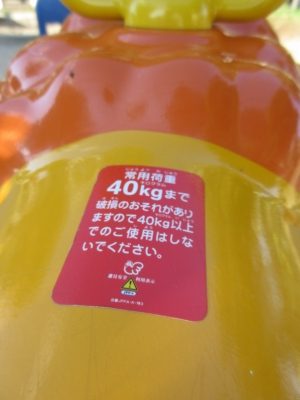 常用荷重
40kgまで
破損のおそれがあり
ますので40kg以上
でのご使用はしな
いでください。